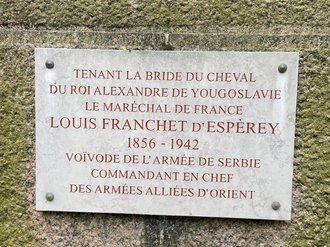 TENANT LA BRIDE DU CHEVAL
DU ROI ALEXANDRE DE YOUGOSLAVIE
LE MARÉCHAL DE FRANCE
LOUIS FRANCHET D'ESPÈREY
1856 - 1942
VOÏVODE DE L'ARMÉE DE SERBIE
COMMANDANT EN CHEF
DES ARMÉES ALLIÉES D'ORIENT